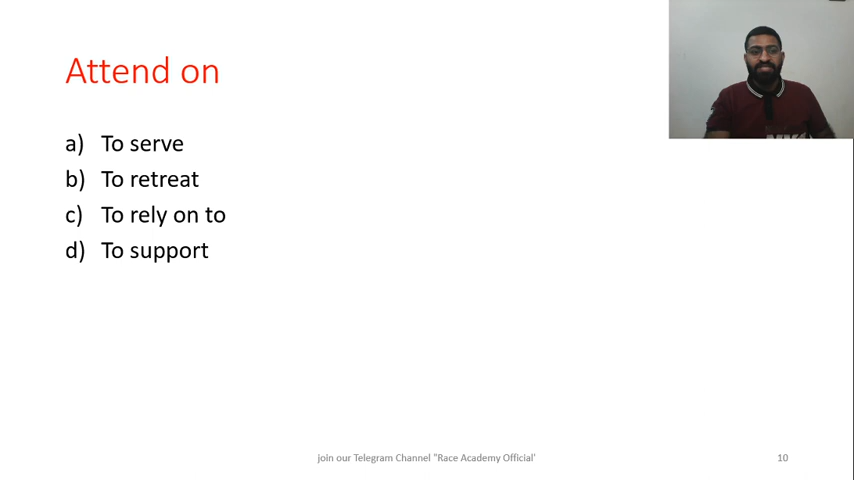 Attend on
a) To serve
b) To retreat
c) To rely on to
d) To support
join our Telegram Channel "Race Academy Official'
10